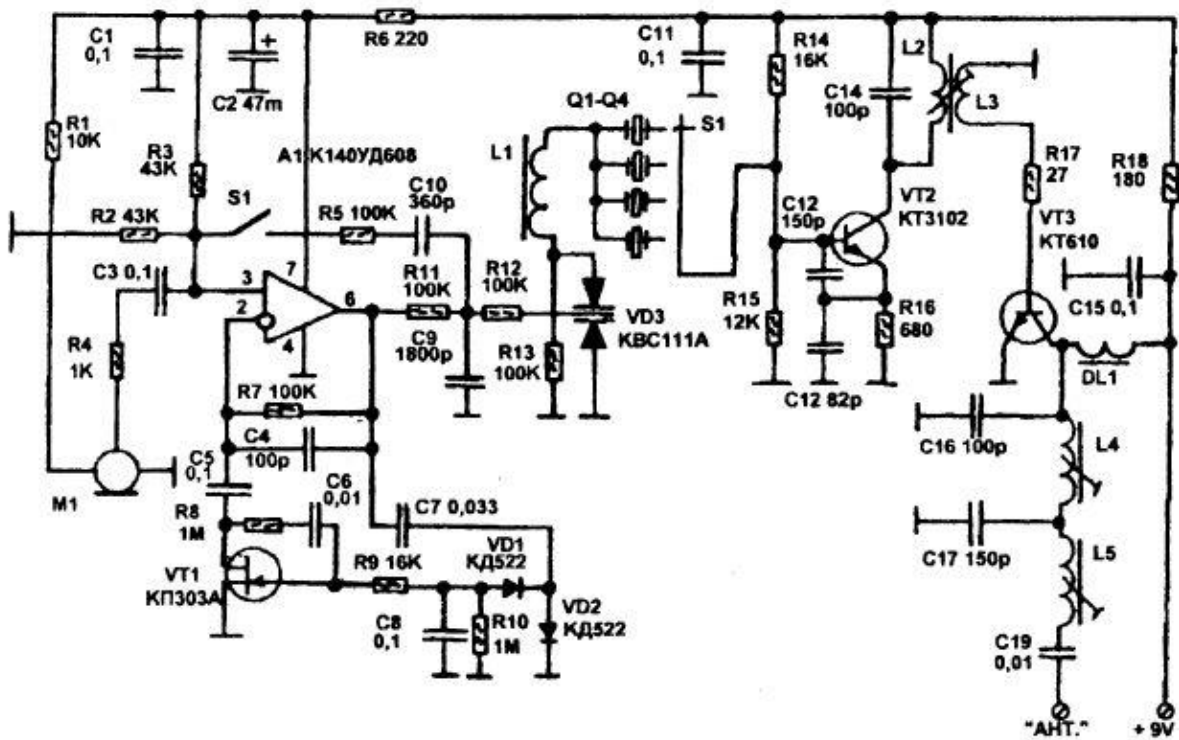 C1
0,1
C2 47m
R6 220
C11
0,1
R14
16K
L2
C14
100p
L3
Q1-Q4
S1
R1
10K
R3
43K
A1 К140УД608
L1
R17
27
R18
180
C10
360p
S1
R2 43K
R5 100K
C12
150p
VT2
КТ3102
VT3
КТ610
C3 0,1
3
7
2
6
4
R11
100K
R12
100K
R15
12K
R16
680
C15 0,1
VD3
КВС111А
R4
1K
C9
1800p
R13
100K
DL1
R7 100K
C12 82p
C4
100p
C16 100p
L4
C5
0,1
M1
C6
0,01
C7 0,033
R8
1M
C17 150p
L5
VT1
КП303А
R9 16K
VD1
КД522
VD2
КД522
C8
0,1
R10
1M
C19
0,01
"АНТ."
+ 9V